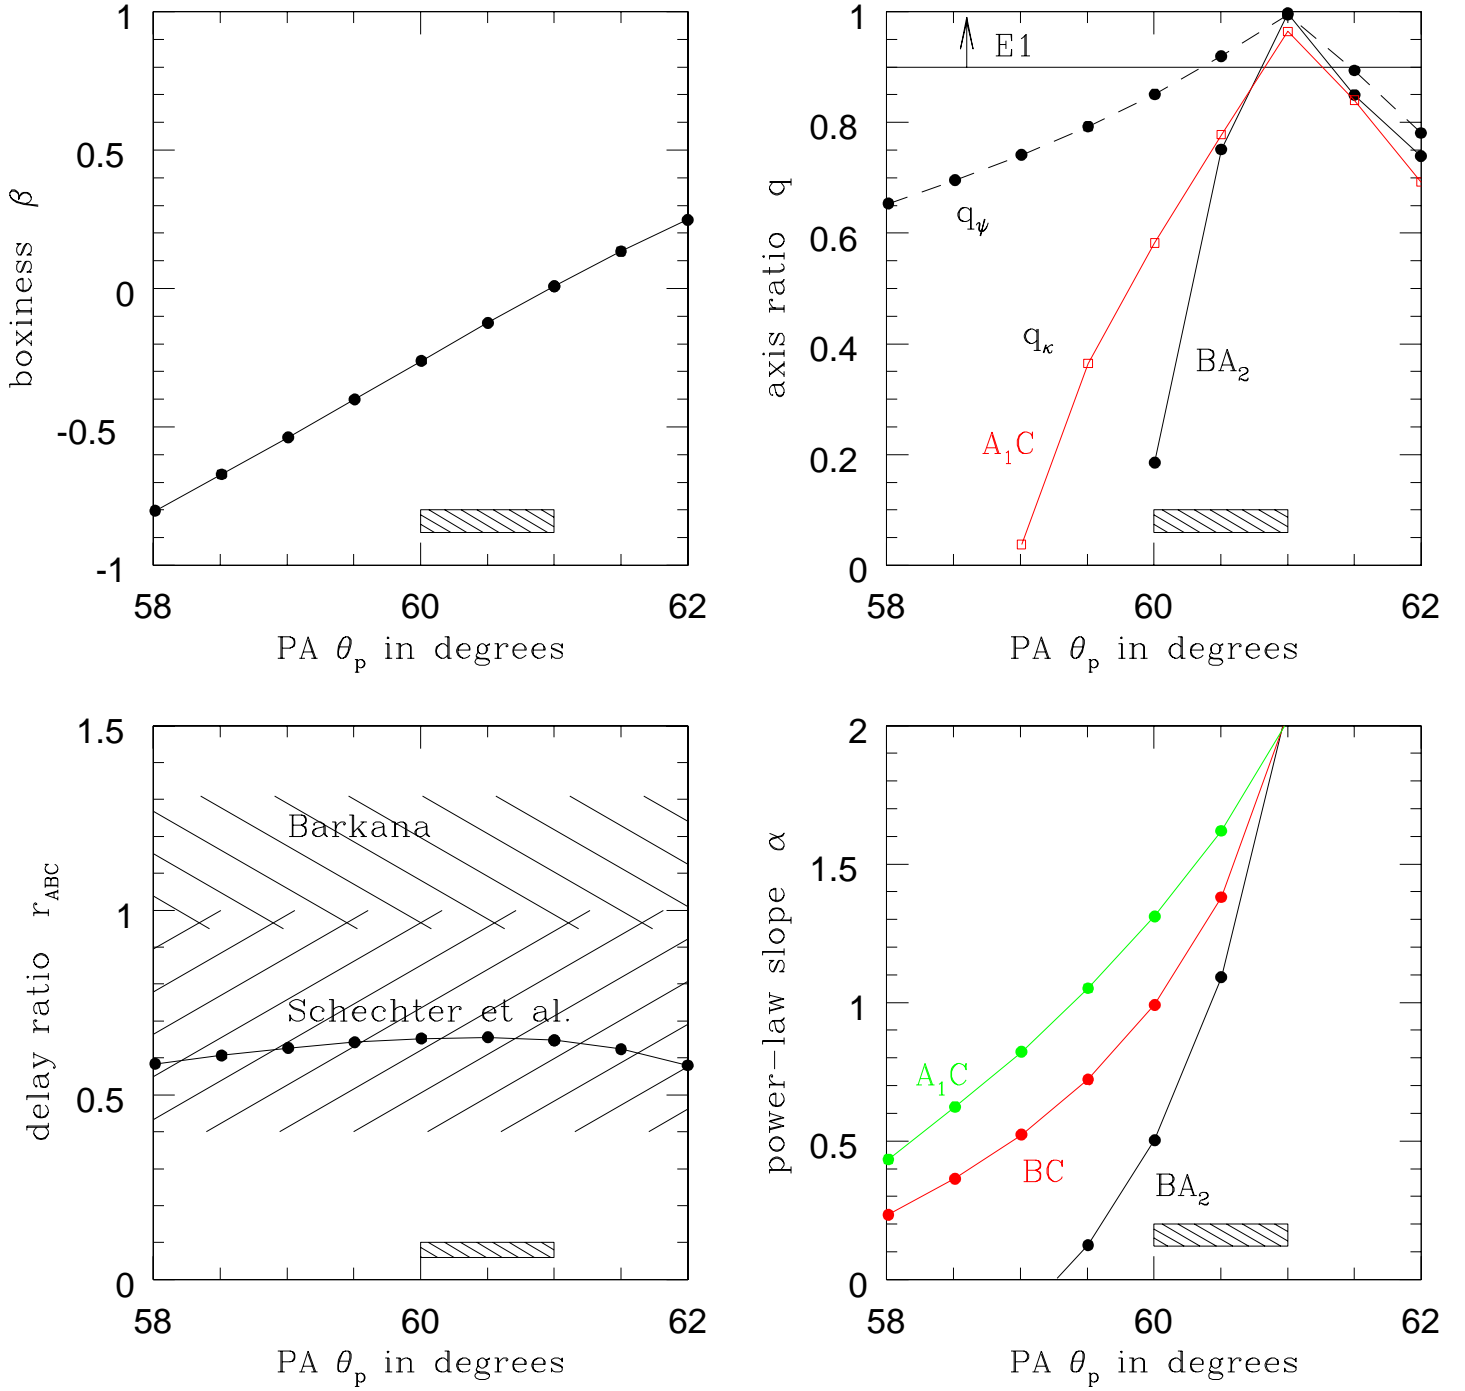 1
0.5
0
-0.5
-1
boxiness β
58
60
62
PA θp in degrees
1
0.8
0.6
0.4
0.2
0
axis ratio q
E1
qψ
qκ
BA2
A1C
58
60
62
PA θp in degrees
1.5
1
0.5
0
delay ratio rABC
Barkana
Schechter et al.
58
60
62
PA θp in degrees
2
1.5
1
0.5
0
power-law slope α
A1C
BC
BA2
58
60
62
PA θp in degrees